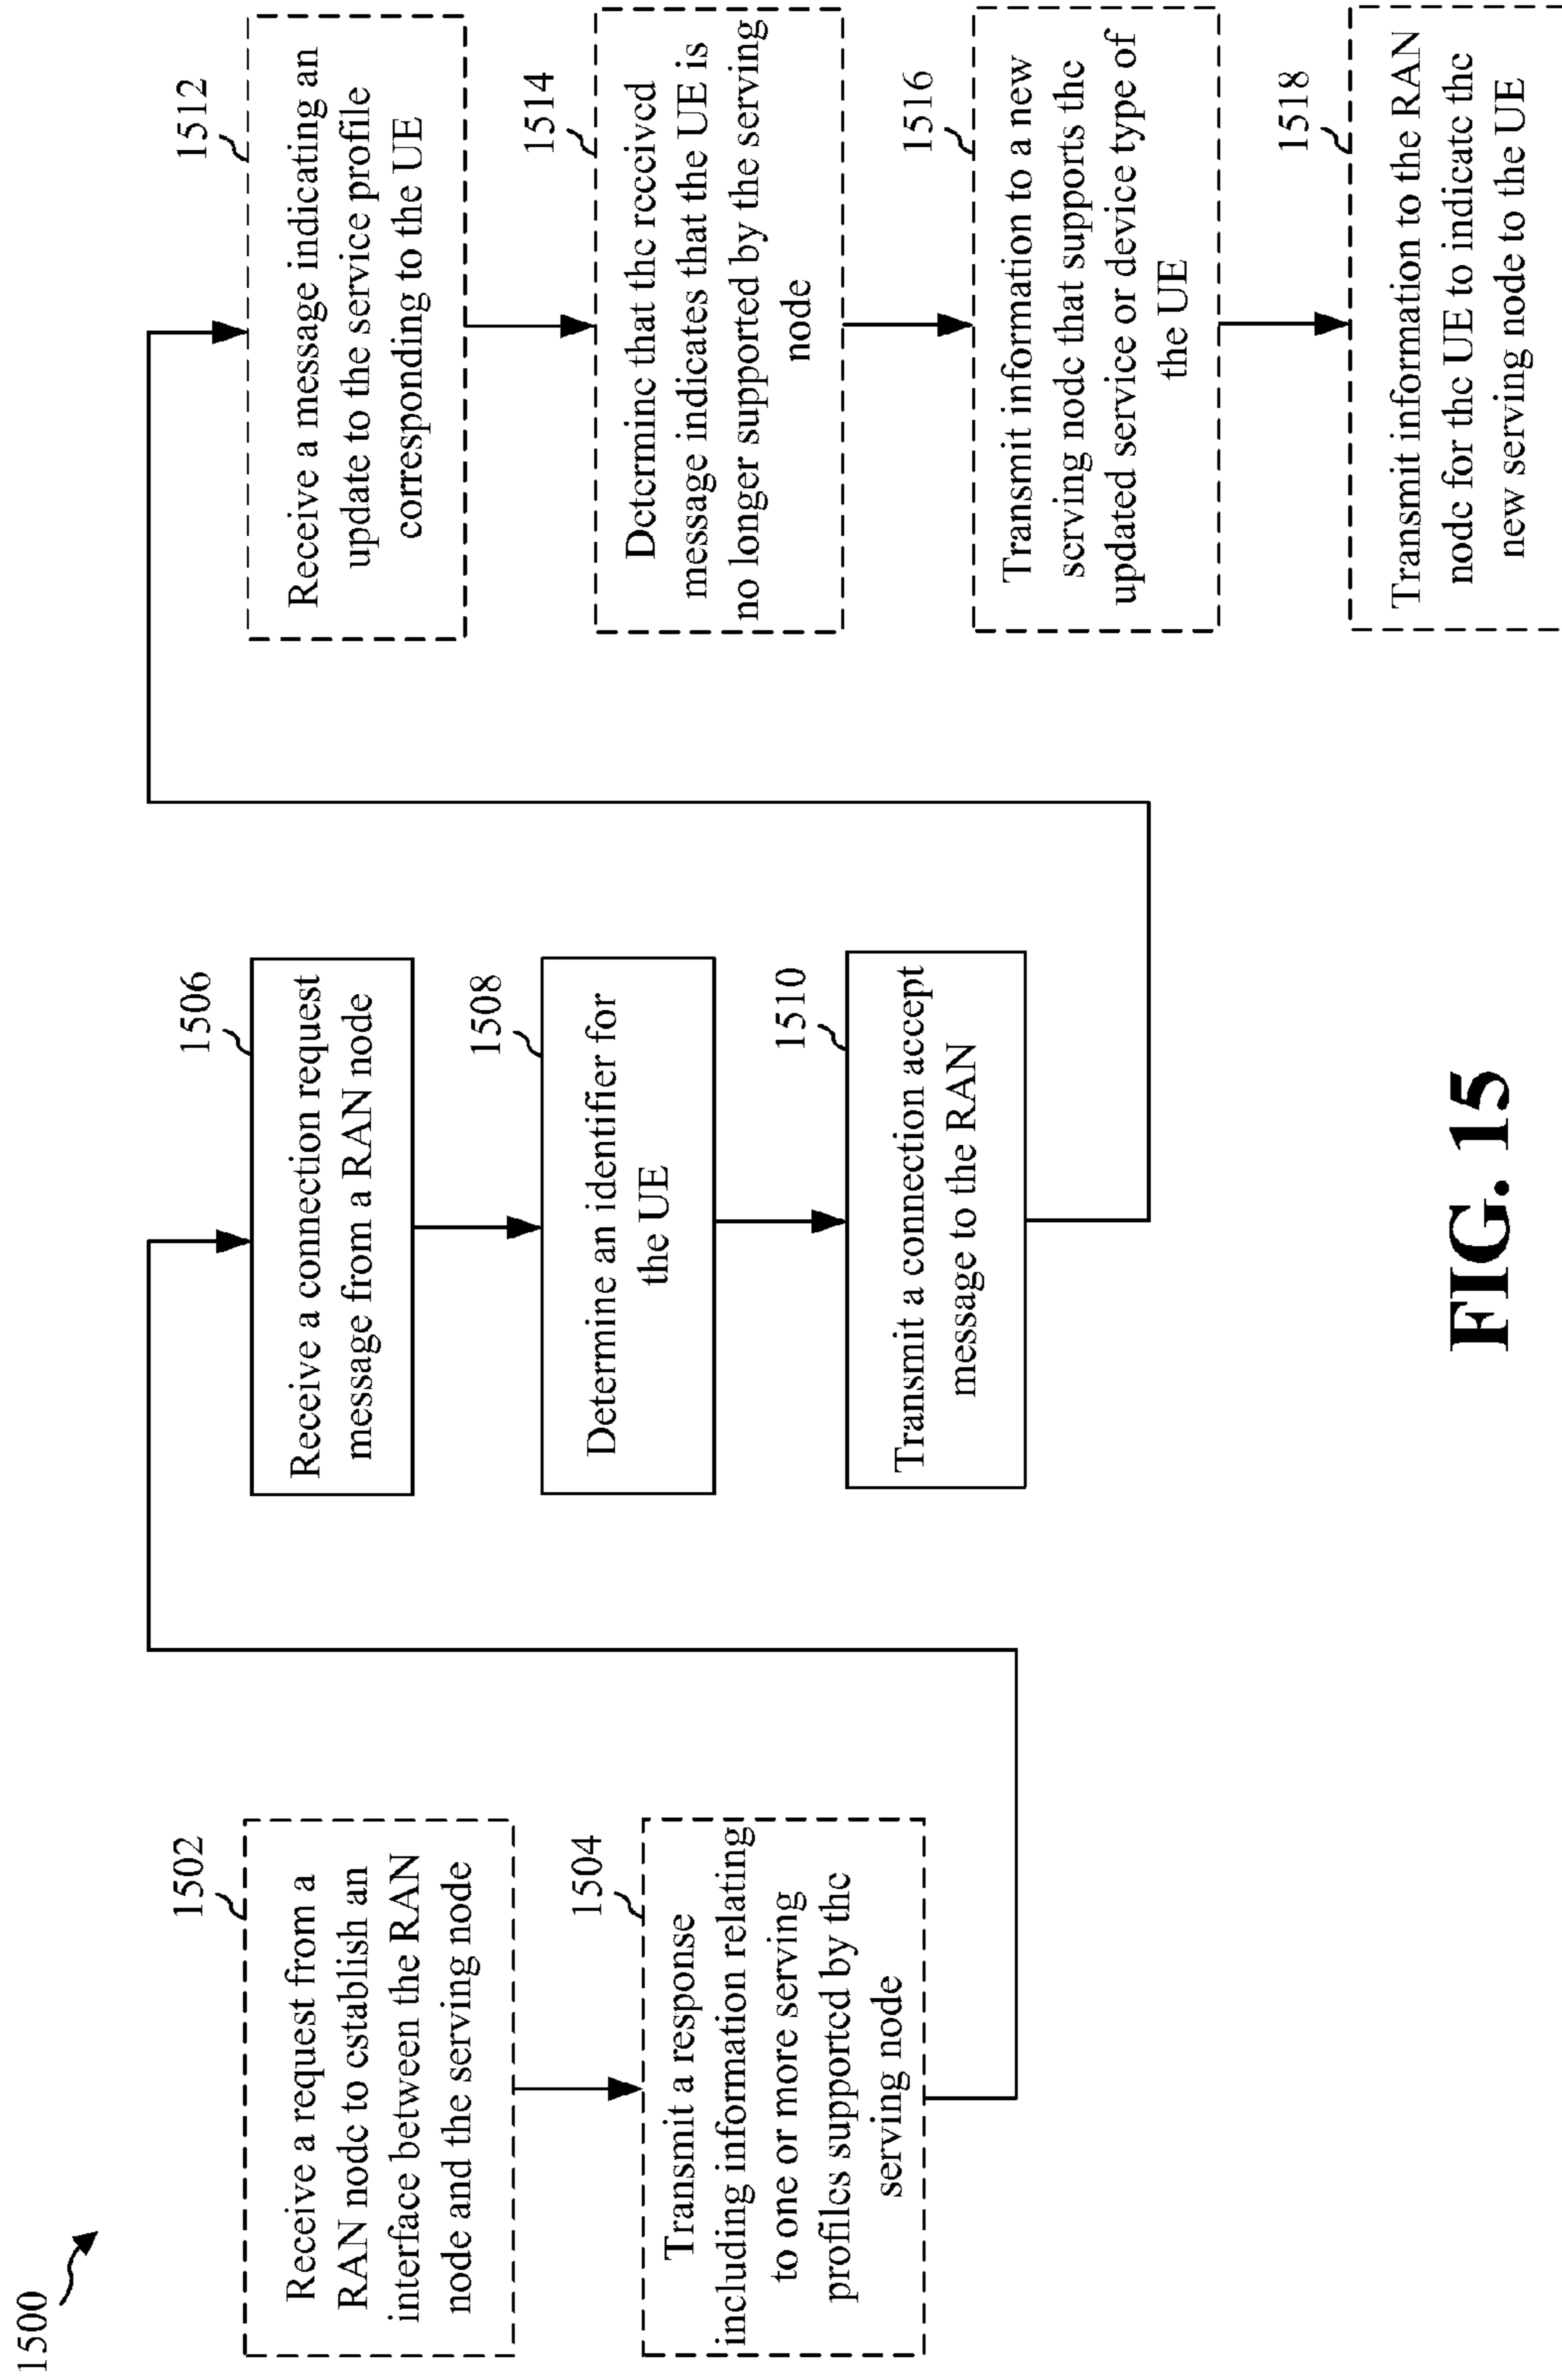 1500
1502
Receive a request from a
RAN node to establish an
interface between the RAN
node and the serving node
1504
Transmit a response
including information relating
to one or more serving
profiles supported by the
serving node
1506
Receive a connection request
message from a RAN node
1508
Determine an identifier for
the UE
1510
Transmit a connection accept
message to the RAN
1512
Receive a message indicating an
update to the service profile
corresponding to the UE
1514
Determine that the received
message indicates that the UE is
no longer supported by the serving
node
1516
Transmit information to a new
serving node that supports the
updated service or device type of
the UE
1518
Transmit information to the RAN
node for the UE to indicate the
new serving node to the UE
FIG. 15